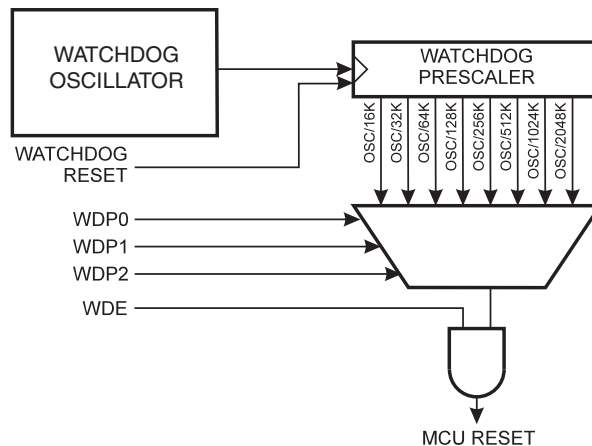 WATCHDOG
OSCILLATOR
WATCHDOG
PRESCALER
OSC/16K
OSC/32K
OSC/64K
OSC/128K
OSC/256K
OSC/512K
OSC/1024K
OSC/2048K
WATCHDOG
RESET
WDP0
WDP1
WDP2
WDE
MCU RESET